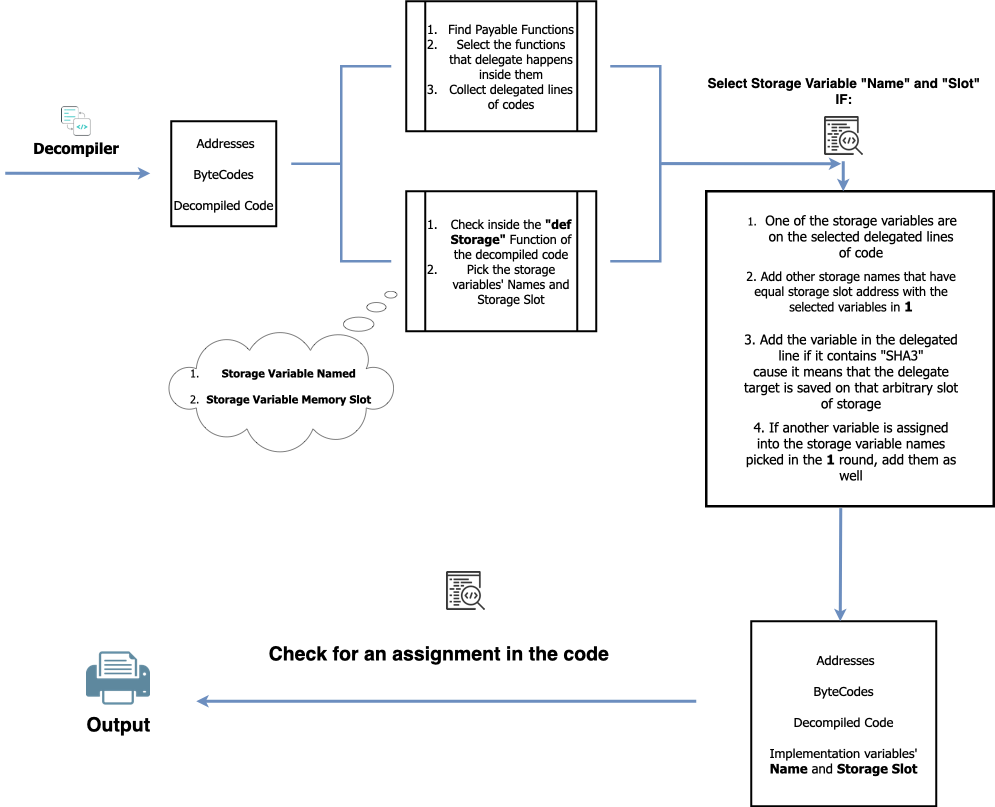 Decompiler
Addresses
ByteCodes
Decompiled Code
1. Find Payable Functions
2. Select the functions
that delegate happens
inside them
3. Collect delegated lines
of codes
1. Check inside the "def
Storage" Function of
the decompiled code
2. Pick the storage
variables' Names and
Storage Slot
1. Storage Variable Named
2. Storage Variable Memory Slot
Select Storage Variable "Name" and "Slot"
IF:
1. One of the storage variables are
on the selected delegated lines
of code
2. Add other storage names that have
equal storage slot address with the
selected variables in 1
3. Add the variable in the delegated
line if it contains "SHA3"
cause it means that the delegate
target is saved on that arbitrary slot
of storage
4. If another variable is assigned
into the storage variable names
picked in the 1 round, add them as
well
Addresses
ByteCodes
Decompiled Code
Implementation variables'
Name and Storage Slot
Check for an assignment in the code
Output